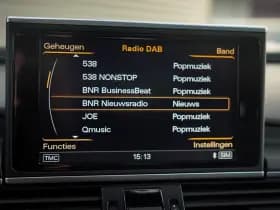 Geheugen Radio DAB Band
538 Popmuziek
538 NONSTOP Popmuziek
BNR BusinessBeat Popmuziek
BNR Nieuwsradio Nieuws
JOE Popmuziek
Qmusic Popmuziek
Functies Instellingen
TMC 15:13 SIM